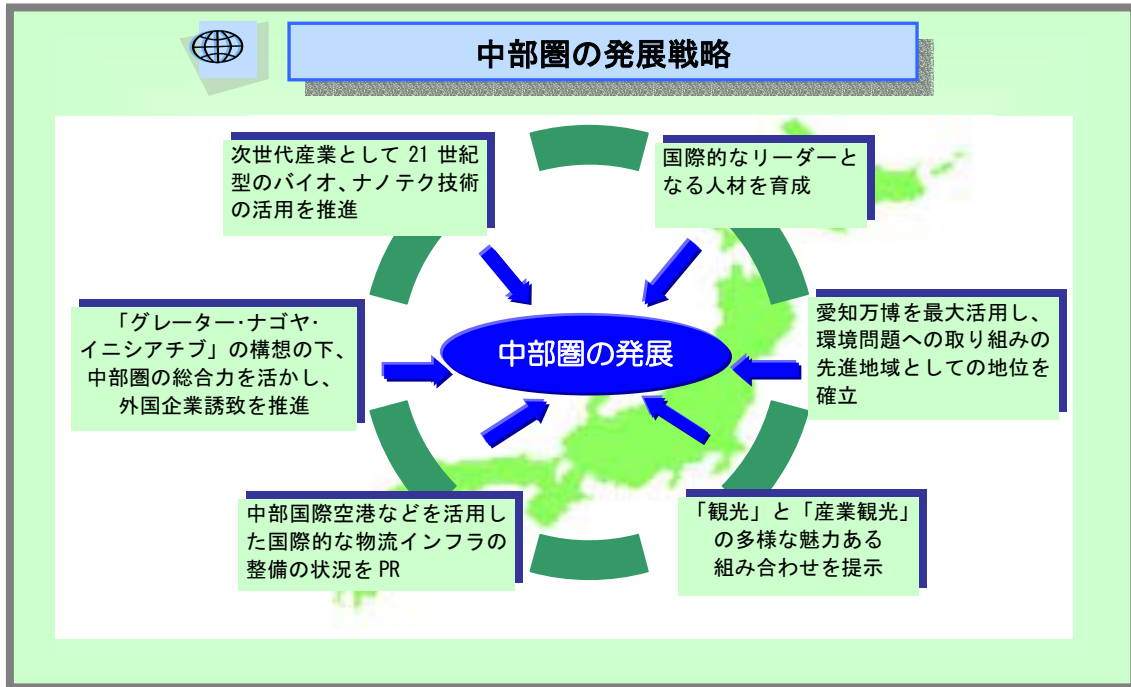 中部圏の発展戦略
次世代産業として 21 世紀
型のバイオ、ナノテク技術
の活用を推進
国際的なリーダーと
なる人材を育成
「グレーター・ナゴヤ・
イニシアチブ」の構想の下、
中部圏の総合力を活かし、
外国企業誘致を推進
中部圏の発展
愛知万博を最大活用し、
環境問題への取り組みの
先進地域としての地位を
確立
中部国際空港などを活用し
た国際的な物流インフラの
整備の状況を PR
「観光」と「産業観光」
の多様な魅力ある
組み合わせを提示